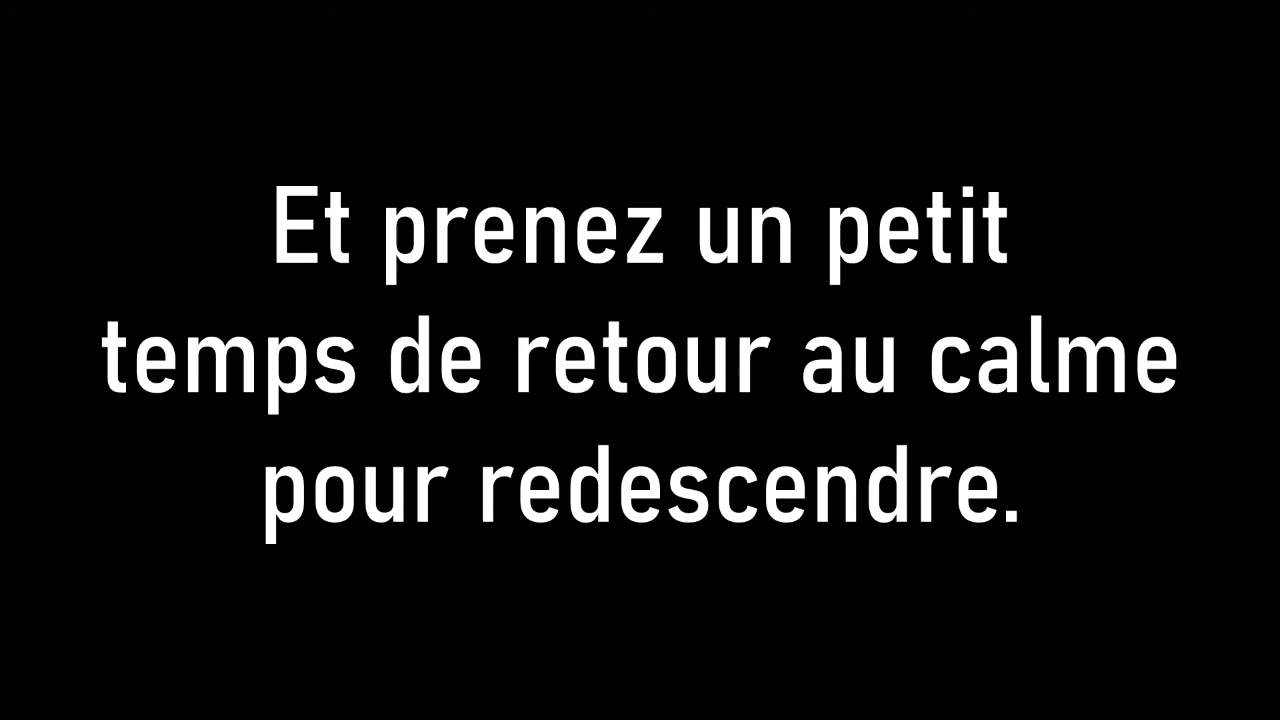 Et prenez un petit
temps de retour au calme
pour redescendre.